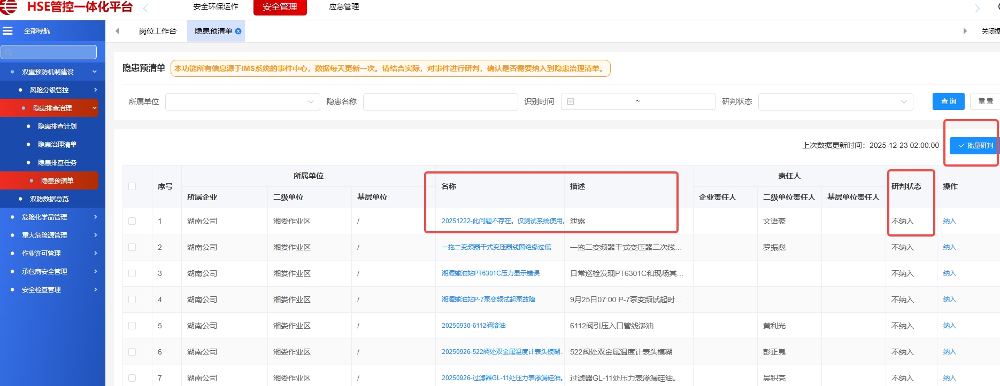 HSE管控一体化平台
安全环保运作
安全管理
应急管理
全部导航
岗位工作台
隐患预清单
关闭操
双重预防机制建设
风险分级管控
隐患排查治理
隐患排查计划
隐患治理清单
隐患排查任务
隐患预清单
双防数据总览
危险化学品管理
重大危险源管理
作业许可管理
承包商安全管理
安全检查管理
隐患预清单
本功能所有信息源于IMS系统的事件中心，数据每天更新一次。请结合实际，对事件进行研判，确认是否需要纳入到隐患治理清单。
所属单位 隐患名称 识别时间 ~ 研判状态 查询 重置
上次数据更新时间：2025-12-23 02:00:00 批量研判
序号 所属单位 名称 描述 责任人 研判状态 操作
所属企业 二级单位 基层单位 企业责任人 二级单位责任人 基层单位责任人
1 湖南公司 湘娄作业区 / 20251222-此问题不存在。仅测试系统使用。 泄露 文语豪 不纳入 纳入
2 湖南公司 湘娄作业区 / 一拖二变频器干式变压器线圈绝缘过低 一拖二变频器干式变压器二次线... 罗振彪 不纳入 纳入
3 湖南公司 湘娄作业区 / 湘潭输油站PT6301C压力显示错误 日常巡检发现PT6301C和现场其... 不纳入 纳入
4 湖南公司 湘娄作业区 / 湘潭输油站P-7泵变频试起泵故障 9月25日07:00 P-7泵变频试起时... 不纳入 纳入
5 湖南公司 湘娄作业区 / 20250930-6112阀渗油 6112阀引压入口管线渗油 黄利光 不纳入 纳入
6 湖南公司 湘娄作业区 / 20250926-522阀处双金属温度计表头模糊. 522阀处双金属温度计表头模糊 彭正嵬 不纳入 纳入
7 湖南公司 湘娄作业区 / 20250926-过滤器GL-11处压力表渗漏硅油。 过滤器GL-11处压力表渗漏硅油。 吴积亮 不纳入 纳入